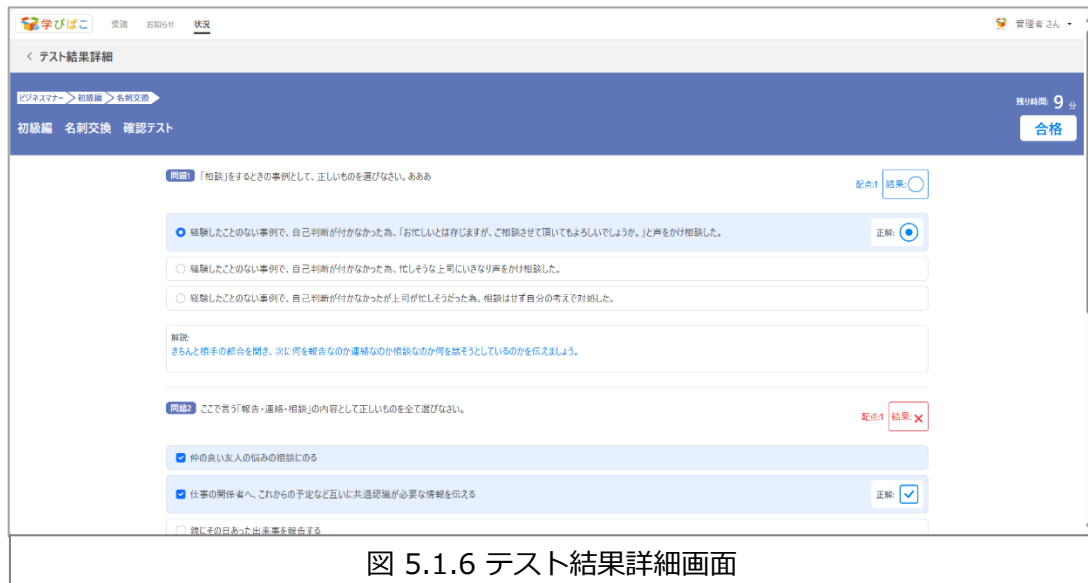 学びばこ 受講 お知らせ 状況 管理者 さん
< テスト結果詳細
ビジネスマナー 初級編 名刺交換
残り時間: 9 分
初級編 名刺交換 確認テスト
合格
問題1 「相談」をするときの事例として、正しいものを選びなさい。あああ
配点:1 結果:
経験したことのない事例で、自己判断が付かなかった為、「お忙しいとは存じますが、ご相談させて頂いてもよろしいでしょうか。」と声をかけ相談した。
正解:
経験したことのない事例で、自己判断が付かなかった為、忙しそうな上司にいきなり声をかけ相談した。
経験したことのない事例で、自己判断が付かなかったが上司が忙しそうだった為、相談はせず自分の考えで対処した。
解説:
きちんと相手の都合を聞き、次に何を報告なのか連絡なのか相談なのか何を話そうとしているのかを伝えましょう。
問題2 ここで言う「報告・連絡・相談」の内容として正しいものを全て選びなさい。
配点:1 結果:
仲の良い友人の悩みの相談にのる
仕事の関係者へ、これからの予定など互いに共通認識が必要な情報を伝える
正解:
親にその日あった出来事を報告する
図 5.1.6 テスト結果詳細画面